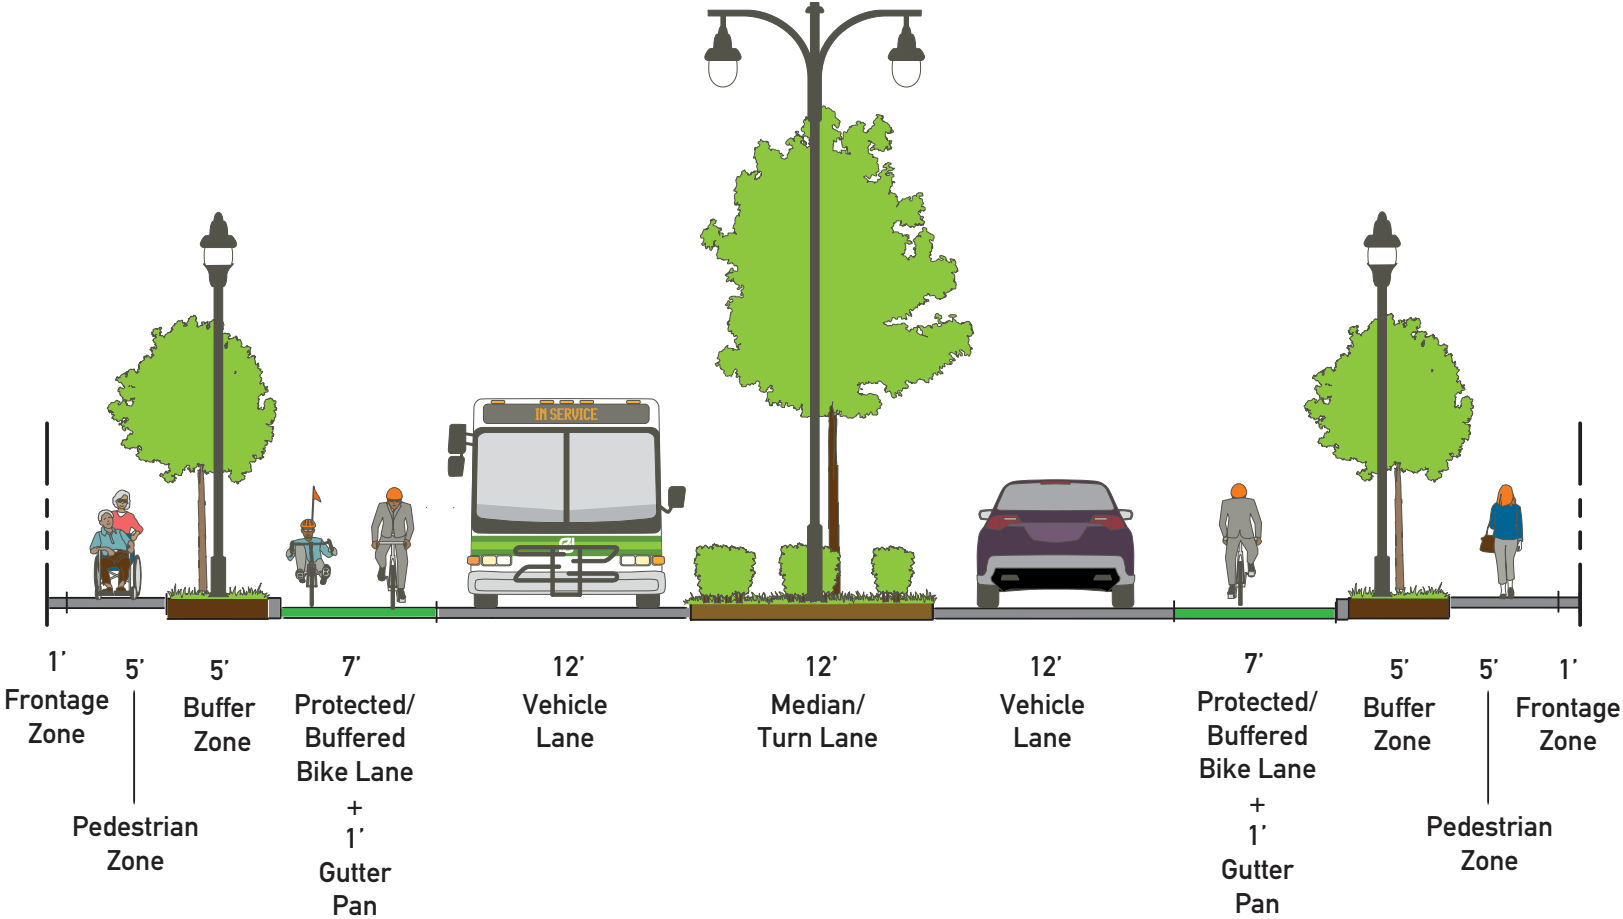 IN SERVICE
1’
Frontage
Zone
5’
Pedestrian
Zone
5’
Buffer
Zone
7’
Protected/
Buffered
Bike Lane
+
1’
Gutter
Pan
12’
Vehicle
Lane
12’
Median/
Turn Lane
12’
Vehicle
Lane
7’
Protected/
Buffered
Bike Lane
+
1’
Gutter
Pan
5’
Buffer
Zone
5’
Pedestrian
Zone
1’
Frontage
Zone